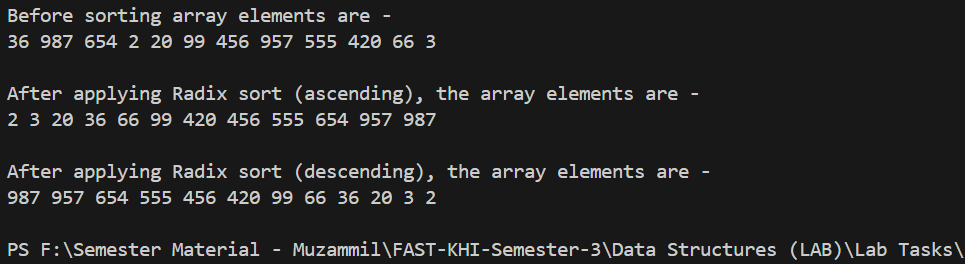 Before sorting array elements are -
36 987 654 2 20 99 456 957 555 420 66 3
After applying Radix sort (ascending), the array elements are -
2 3 20 36 66 99 420 456 555 654 957 987
After applying Radix sort (descending), the array elements are -
987 957 654 555 456 420 99 66 36 20 3 2
PS F:\Semester Material - Muzammil\FAST-KHI-Semester-3\Data Structures (LAB)\Lab Tasks\